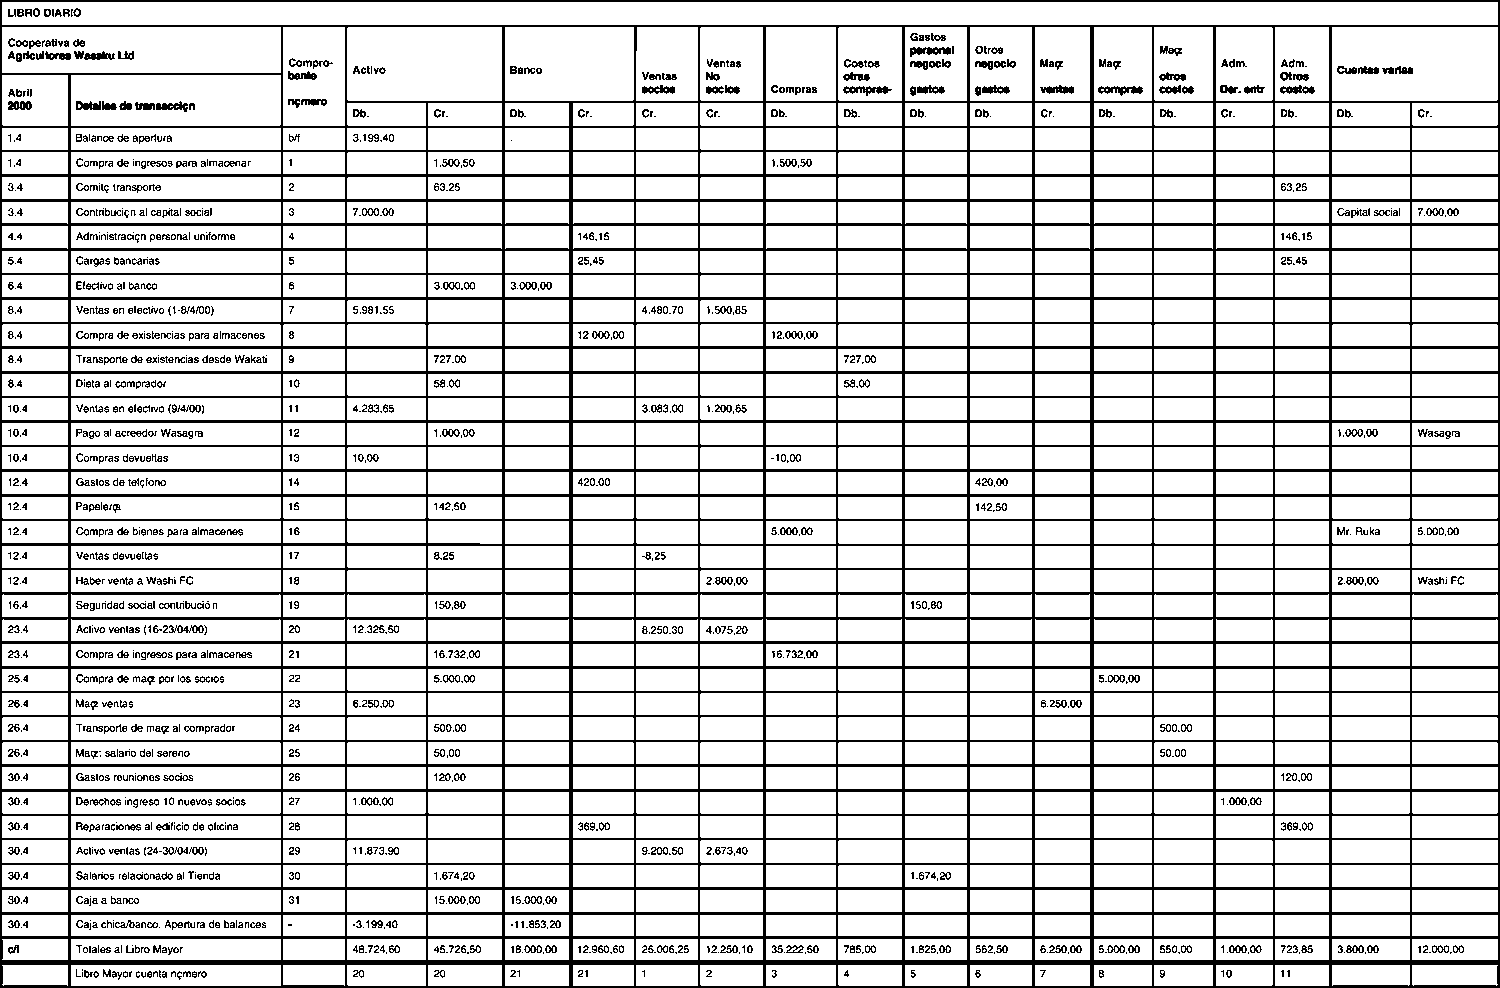 LIBRO DIARIO
Cooperativa de
Agricultores Wasaku Ltd
Abril
2000
Detalles de transacciçn
Compro-
bante
nçmero
Activo
Banco
Ventas
socios
Ventas
No
socios
Compras
Costos
otras
compras-
Gastos
personal
negocio
gastos
Otros
negocio
gastos
Maçz
ventas
Maçz
compras
Maçz
otros
costos
Adm.
Der. entr
Adm.
Otros
costos
Cuentas varias
Db. Cr. Db. Cr. Cr. Cr. Db. Db. Db. Db. Cr. Db. Db. Cr. Db. Db. Cr.
1.4 Balance de apertura b/f 3.199.40
1.4 Compra de ingresos para almacenar 1 1.500,50 1.500,50
3.4 Comitç transporte 2 63.25 63,25
3.4 Contribuciçn al capital social 3 7.000.00 Capital social 7.000,00
4.4 Administraciçn personal uniforme 4 146,15 146,15
5.4 Cargas bancarias 5 25,45 25,45
6.4 Efectivo al banco 6 3.000,00 3.000,00
8.4 Ventas en efectivo (1-8/4/00) 7 5.981.55 4.480.70 1.500,85
8.4 Compra de existencias para almacenes 8 12 000,00 12.000,00
8.4 Transporte de existencias desde Wakati 9 727.00 727,00
8.4 Dieta al comprador 10 58.00 58.00
10.4 Ventas en efectivo (9/4/00) 11 4.283,65 3.083,00 1.200,65
10.4 Pago al acreedor Wasagra 12 1.000,00 1.000,00 Wasagra
10.4 Compras devueltas 13 10,00 -10,00
12.4 Gastos de telçfono 14 420.00 420,00
12.4 Papelerça 15 142,50 142,50
12.4 Compra de bienes para almacenes 16 5.000,00 Mr. Ruka 5.000,00
12.4 Ventas devueltas 17 8.25 -8,25
12.4 Haber venta a Washi FC 18 2.800,00 2.800,00 Washi FC
16.4 Seguridad social contribución 19 150,80 150,80
23.4 Activo ventas (16-23/04/00) 20 12.325,50 8.250.30 4.075,20
23.4 Compra de ingresos para almacenes 21 16.732,00 16.732,00
25.4 Compra de maçz por los socios 22 5.000,00 5.000,00
26.4 Maçz ventas 23 6.250,00 6.250,00
26.4 Transporte de maçz al comprador 24 500.00 500.00
26.4 Maçz: salario del sereno 25 50,00 50.00
30.4 Gastos reuniones socios 26 120,00 120,00
30.4 Derechos ingreso 10 nuevos socios 27 1.000,00 1.000,00
30.4 Reparaciones al edificio de oficina 28 369,00 369,00
30.4 Activo ventas (24-30/04/00) 29 11.873.90 9.200.50 2.673,40
30.4 Salarios relacionado al Tienda 30 1.674,20 1.674,20
30.4 Caja a banco 31 15.000,00 15.000,00
30.4 Caja chica/banco. Apertura de balances - -3.199,40 -11.853,20
c/l Totales al Libro Mayor 48.724,60 45.726,50 18.000,00 12.960,60 25.006,25 12.250,10 35.222,50 785,00 1.825,00 562,50 6.250,00 5.000,00 550,00 1.000,00 723,85 3.800,00 12.000,00
Libro Mayor cuenta nçmero 20 20 21 21 1 2 3 4 5 6 7 8 9 10 11